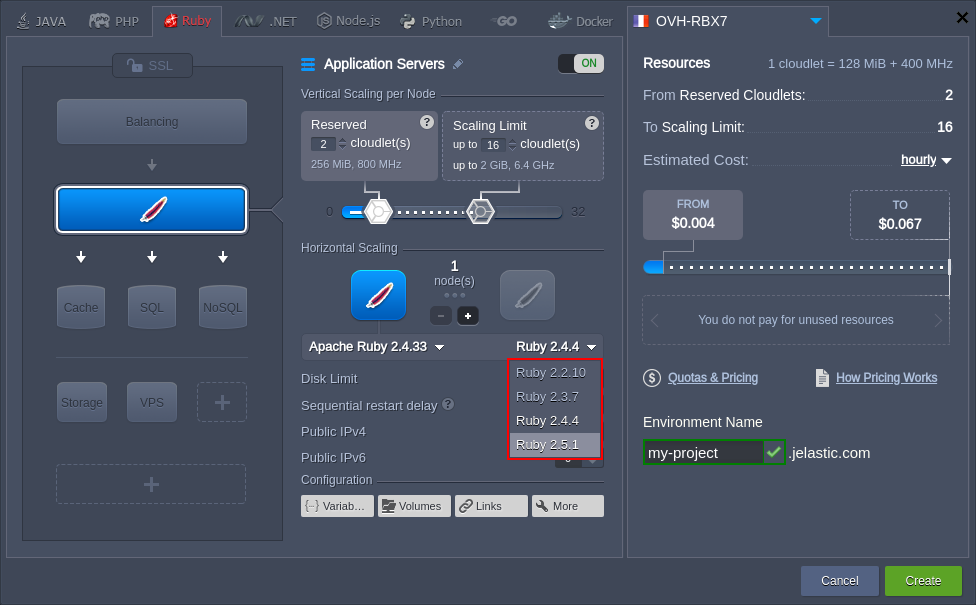 JAVA PHP Ruby .NET Node.js Python GO Docker
SSL
Balancing
Cache SQL NoSQL
Storage VPS
Application Servers ON
Vertical Scaling per Node
Reserved ?
2 cloudlet(s)
256 MiB, 800 MHz
Scaling Limit ?
up to 16 cloudlet(s)
up to 2 GiB, 6.4 GHz
0 32
Horizontal Scaling
1
node(s)
Apache Ruby 2.4.33 Ruby 2.4.4
Ruby 2.2.10
Ruby 2.3.7
Ruby 2.4.4
Ruby 2.5.1
Disk Limit
Sequential restart delay ?
Public IPv4
Public IPv6
Configuration
Variab... Volumes Links More
OVH-RBX7
Resources 1 cloudlet = 128 MiB + 400 MHz
From Reserved Cloudlets: 2
To Scaling Limit: 16
Estimated Cost: hourly
FROM
$0.004
TO
$0.067
You do not pay for unused resources
$ Quotas & Pricing How Pricing Works
Environment Name
my-project .jelastic.com
Cancel Create